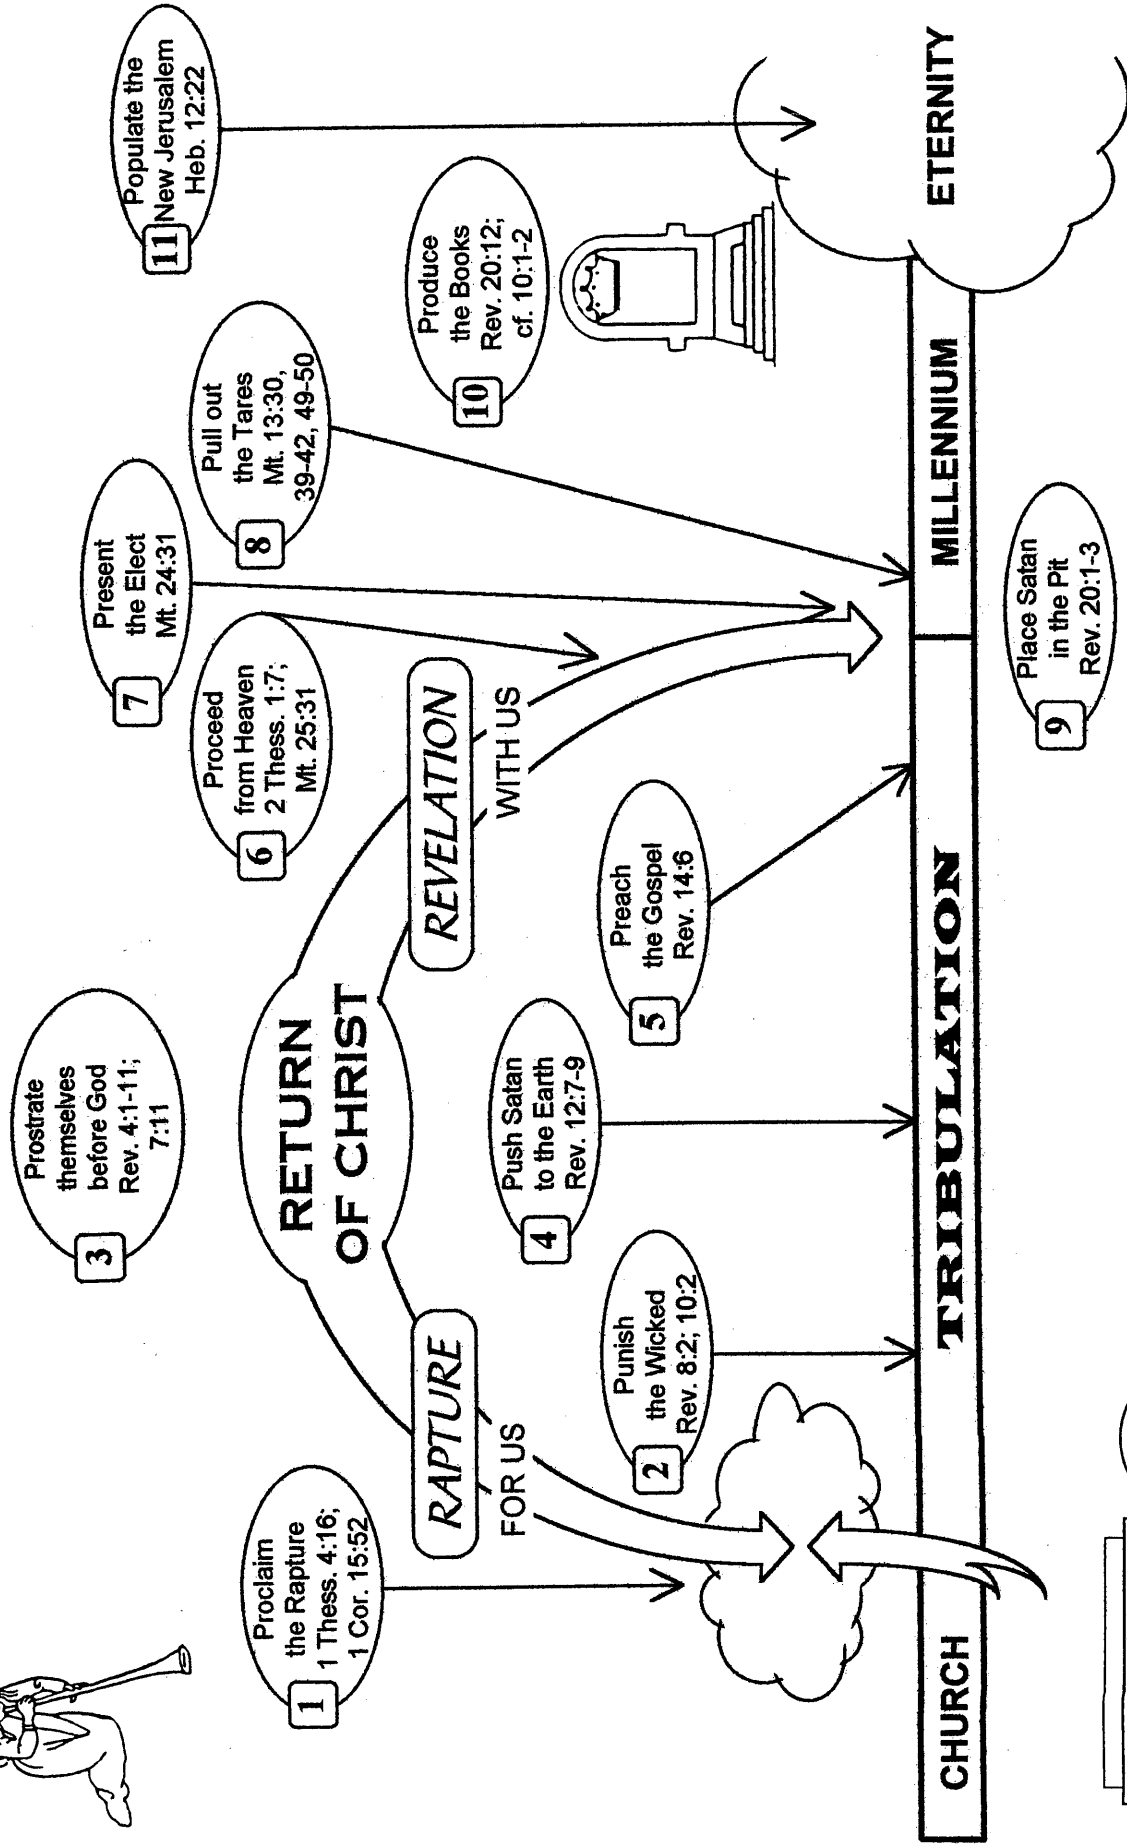 1
Proclaim
the Rapture
1 Thess. 4:16;
1 Cor. 15:52
2
Punish
the Wicked
Rev. 8:2; 10:2
3
Prostrate
themselves
before God
Rev. 4:1-11;
7:11
4
Push Satan
to the Earth
Rev. 12:7-9
5
Preach
the Gospel
Rev. 14:6
6
Proceed
from Heaven
2 Thess. 1:7;
Mt. 25:31
7
Present
the Elect
Mt. 24:31
8
Pull out
the Tares
Mt. 13:30,
39-42, 49-50
9
Place Satan
in the Pit
Rev. 20:1-3
10
Produce
the Books
Rev. 20:12;
cf. 10:1-2
11
Populate the
New Jerusalem
Heb. 12:22
RETURN
OF CHRIST
RAPTURE
FOR US
REVELATION
WITH US
CHURCH
TRIBULATION
MILLENNIUM
ETERNITY